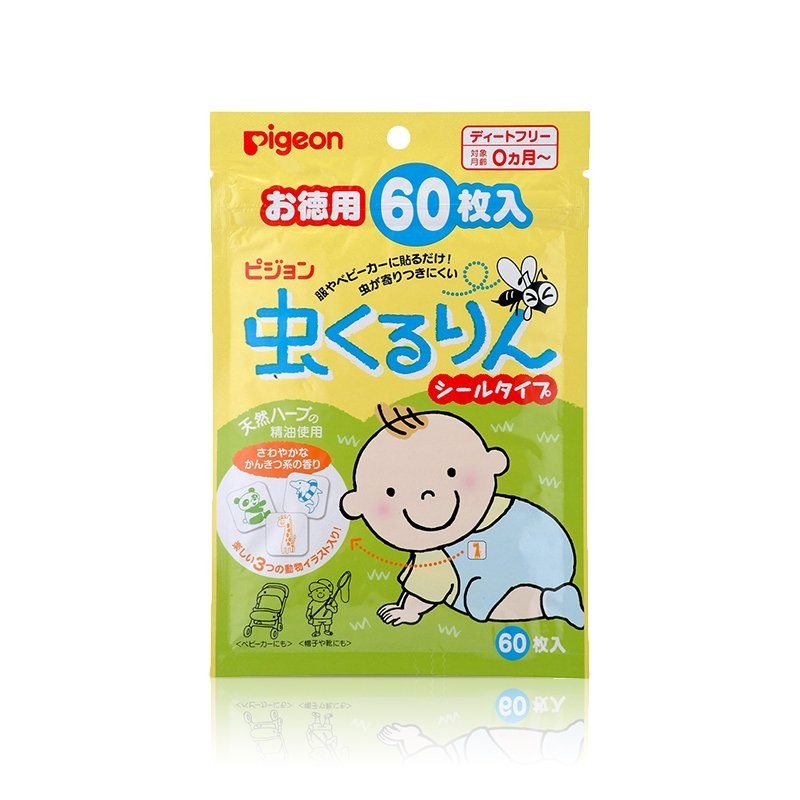 Pigeon
ディートフリー
対象月齢 0ヵ月〜
お徳用 60枚入
ピジョン
服やベビーカーに貼るだけ!
虫が寄りつきにくい
虫くるりん
シールタイプ
天然ハーブの
精油使用
さわやかな
かんきつ系の香り
楽しい3つの動物イラスト入り!
1
<ベビーカーにも> <帽子や靴にも>
60枚入